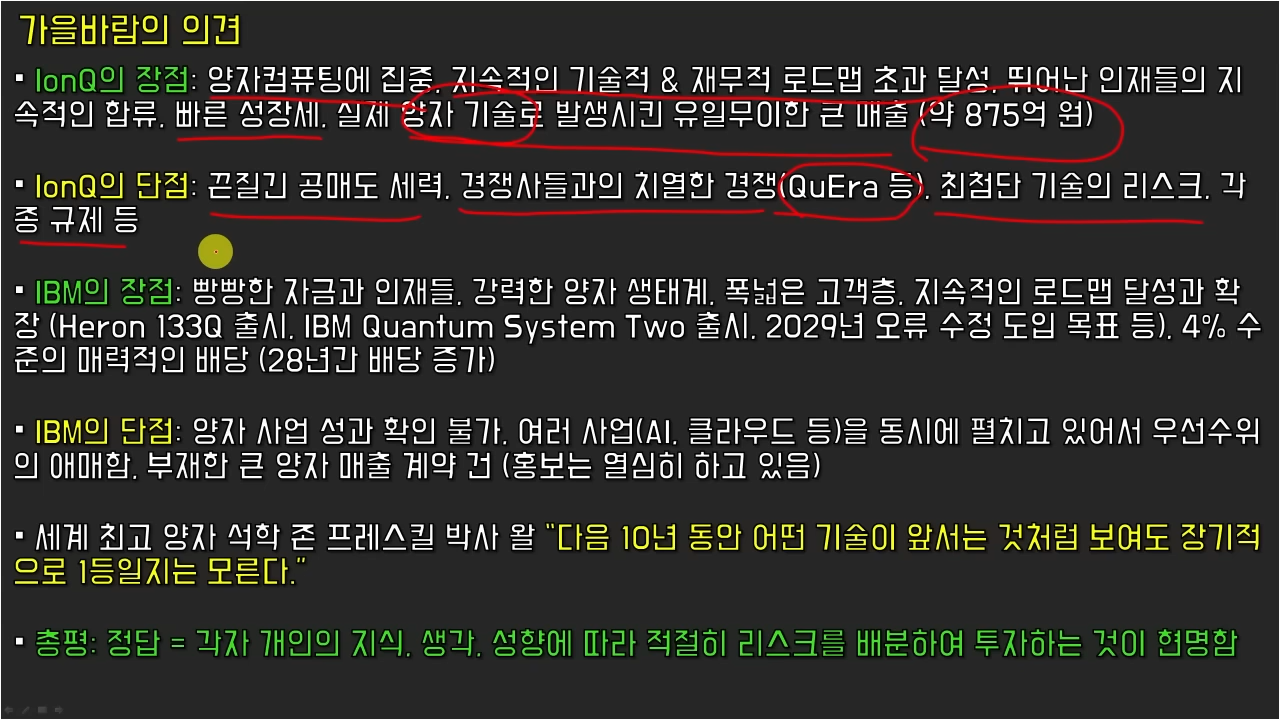 가을바람의 의견
▪ IonQ의 장점: 양자컴퓨팅에 집중, 지속적인 기술적 & 재무적 로드맵 초과 달성, 뛰어난 인재들의 지
속적인 합류, 빠른 성장세, 실제 양자 기술로 발생시킨 유일무이한 큰 매출 (약 875억 원)
▪ IonQ의 단점: 끈질긴 공매도 세력, 경쟁사들과의 치열한 경쟁(QuEra 등), 최첨단 기술의 리스크, 각
종 규제 등
▪ IBM의 장점: 빵빵한 자금과 인재들, 강력한 양자 생태계, 폭넓은 고객층, 지속적인 로드맵 달성과 확
장 (Heron 133Q 출시, IBM Quantum System Two 출시, 2029년 오류 수정 도입 목표 등), 4% 수
준의 매력적인 배당 (28년간 배당 증가)
▪ IBM의 단점: 양자 사업 성과 확인 불가, 여러 사업(AI, 클라우드 등)을 동시에 펼치고 있어서 우선수위
의 애매함, 부재한 큰 양자 매출 계약 건 (홍보는 열심히 하고 있음)
▪ 세계 최고 양자 석학 존 프레스킬 박사 왈 "다음 10년 동안 어떤 기술이 앞서는 것처럼 보여도 장기적
으로 1등일지는 모른다."
▪ 총평: 정답 = 각자 개인의 지식, 생각, 성향에 따라 적절히 리스크를 배분하여 투자하는 것이 현명함